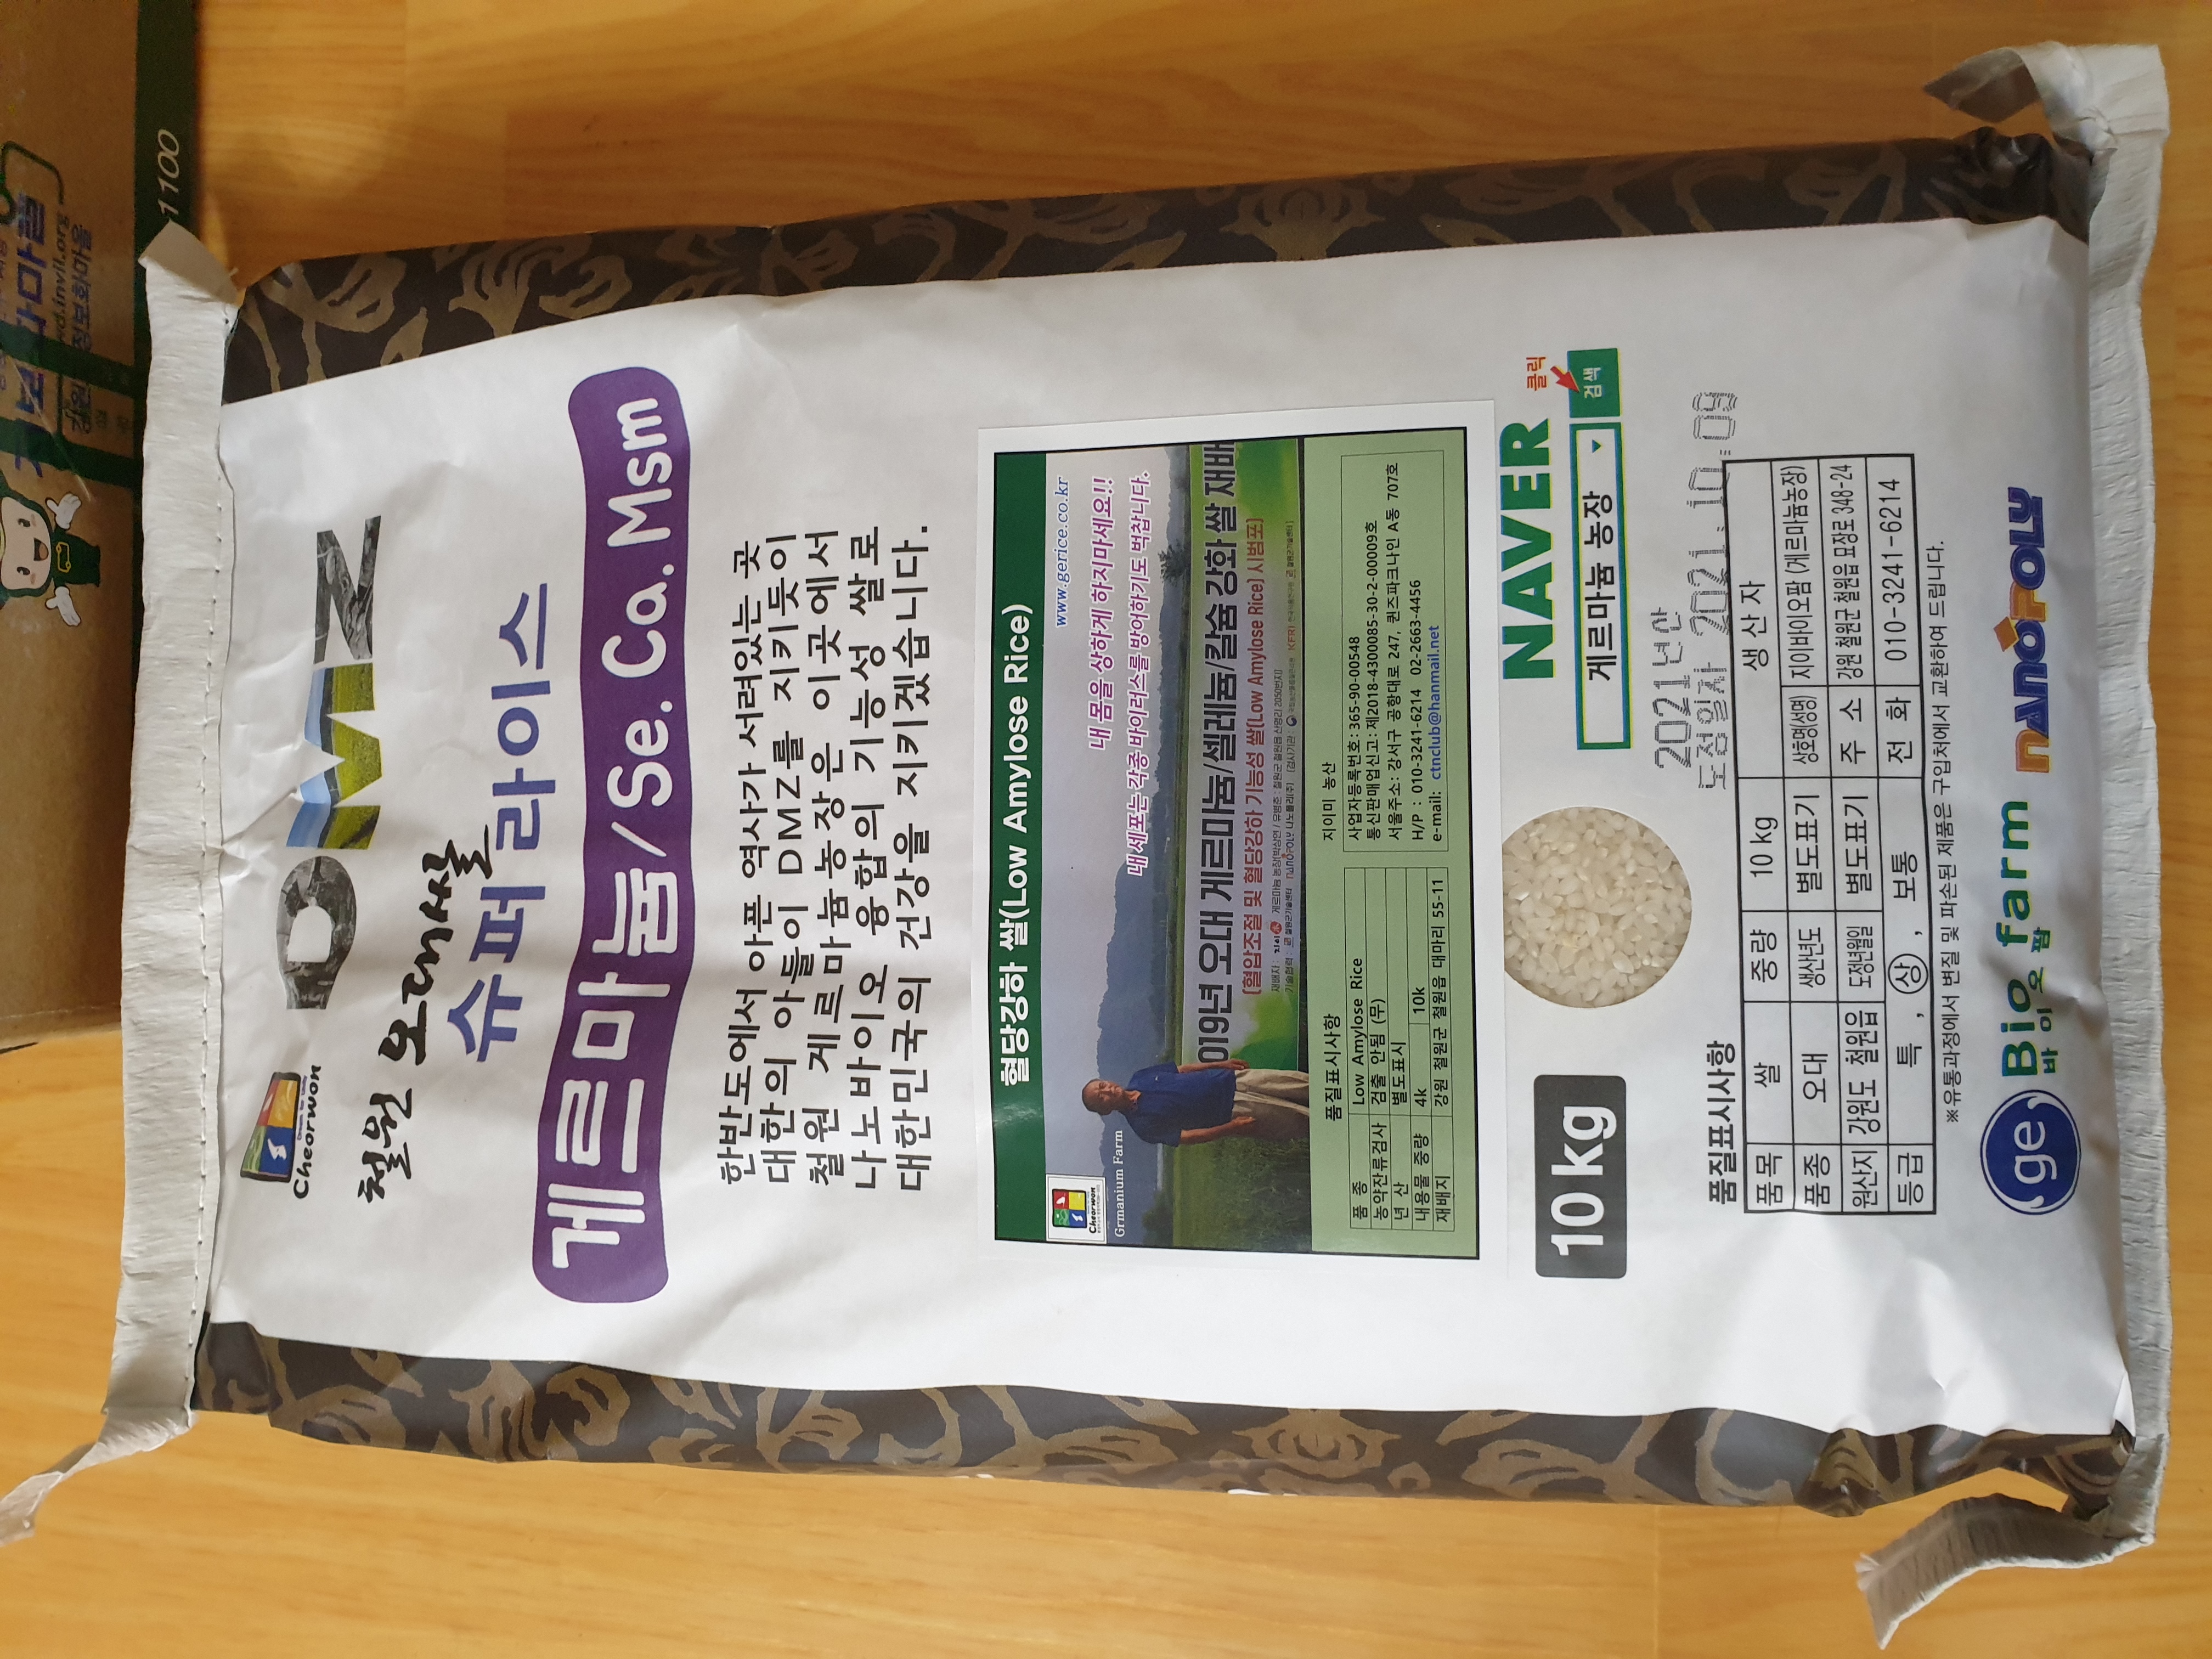 Cheorwon
DMZ
철원 오대쌀
슈퍼라이스
게르마늄/Se. Ca. Msm
한반도에서 아픈 역사가 서려있는 곳
대한의 아들이 DMZ를 지키듯이
철원 게르마늄농장은 이곳에서
나노바이오 융합의 기능성 쌀로
대한민국의 건강을 지키겠습니다.
혈당강하 쌀(Low Amylose Rice)
Cheorwon
www.gerice.co.kr
Grmanium Farm
내 몸을 상하게 하지마세요!!
내세포는 각종 바이러스를 방어하기도 벅찹니다.
019년 오대 게르마늄/셀레늄/칼슘 강화 쌀 재배
[혈압조절 및 혈당강하 기능성 쌀(Low Amylose Rice) 시범포]
품질표시사항
품 종 Low Amylose Rice
농약잔류검사 검출 안됨 (무)
년 산 별도표시
내용물 중량 4k 10k
재배지 강원 철원군 철원읍 대마리 55-11
지이미 농산
사업자등록번호: 365-90-00548
통신판매업신고: 제2018-4300085-30-2-00009호
서울주소: 강서구 공항대로 247, 퀸즈파크나인 A동 707호
H/P : 010-3241-6214 02-2663-4456
e-mail: ctnclub@hanmail.net
10kg
NAVER
클릭
게르마늄 농장
검색
2021년산
도정일자 2021.10.08
품질표시사항
품목 쌀 중량 10kg 생 산 자
품종 오대 생산년도 별도표기 상호명(성명) 지이바이오팜 (게르마늄농장)
원산지 강원도 철원읍 도정년월일 별도표기 주 소 강원 철원군 철원읍 묘장로 348-24
등급 특, 상, 보통 전 화 010-3241-6214
※유통과정에서 변질 및 파손된 제품은 구입처에서 교환하여 드립니다.
ge Bio farm
바이오 팜
nANOPOLY
1100